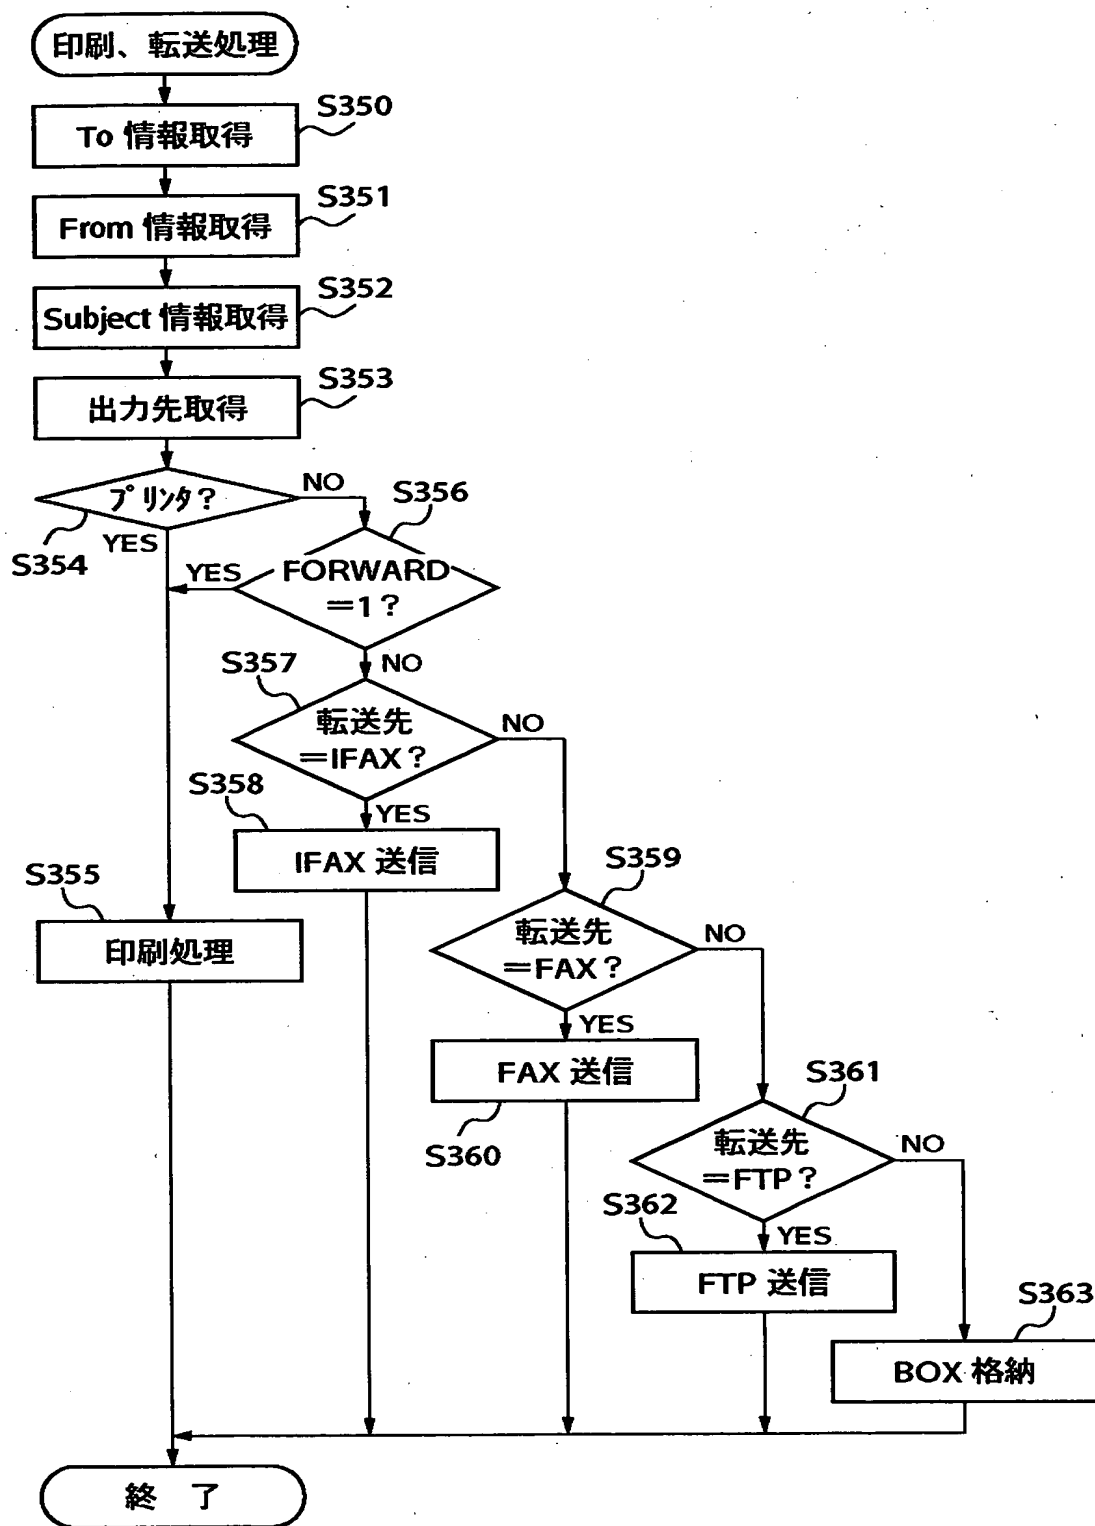 印刷、転送処理
S350
To 情報取得
S351
From 情報取得
S352
Subject 情報取得
S353
出力先取得
プリンタ?
NO
S354
YES
S356
FORWARD
=1?
YES
NO
S357
転送先
=IFAX?
NO
S358
YES
IFAX 送信
S355
印刷処理
S359
転送先
=FAX?
NO
YES
FAX 送信
S360
S361
転送先
=FTP?
NO
S362
YES
FTP 送信
S363
BOX 格納
終 了